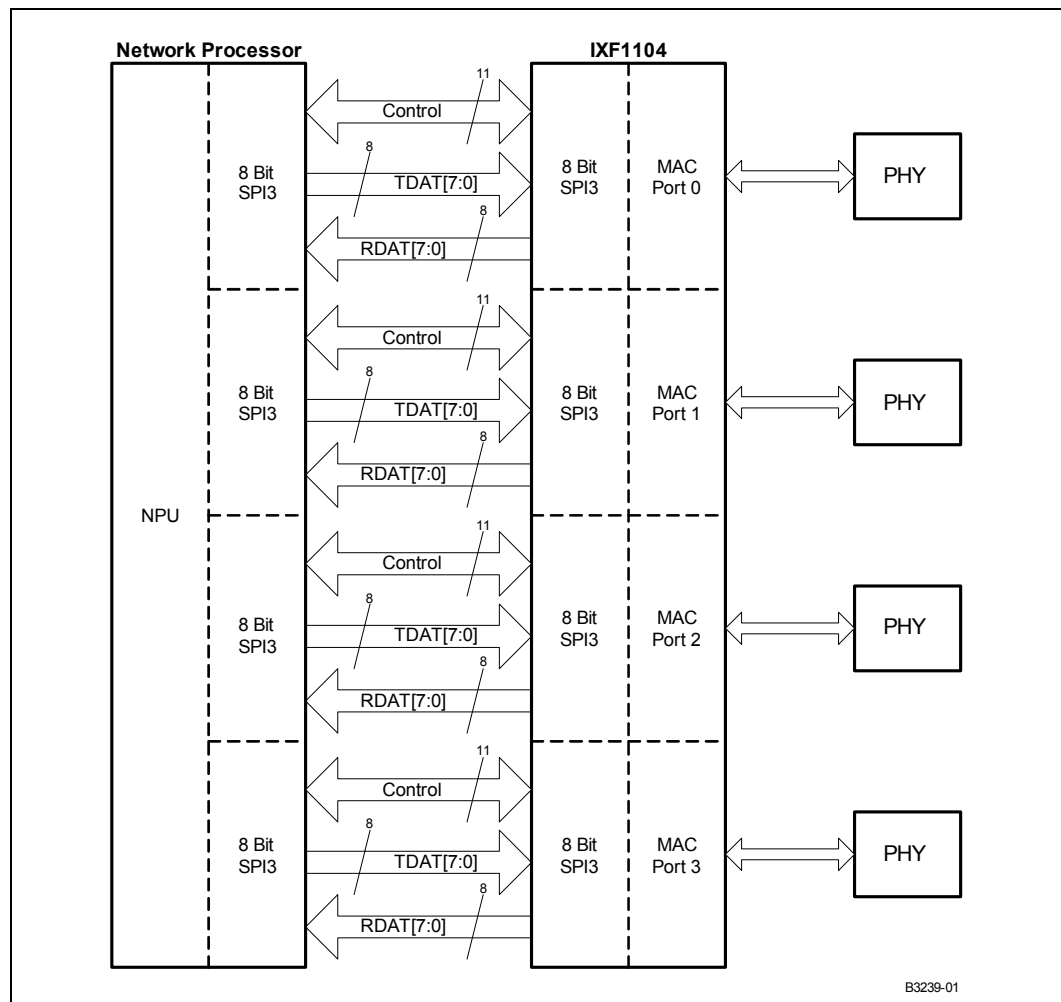 Network Processor
IXF1104
11
Control
8
8 Bit
SPI3
TDAT[7:0]
8 Bit
SPI3
MAC
Port 0
PHY
8
RDAT[7:0]
11
Control
8
8 Bit
SPI3
TDAT[7:0]
8 Bit
SPI3
MAC
Port 1
PHY
8
RDAT[7:0]
NPU
11
Control
8
8 Bit
SPI3
TDAT[7:0]
8 Bit
SPI3
MAC
Port 2
PHY
8
RDAT[7:0]
11
Control
8
8 Bit
SPI3
TDAT[7:0]
8 Bit
SPI3
MAC
Port 3
PHY
8
RDAT[7:0]
B3239-01